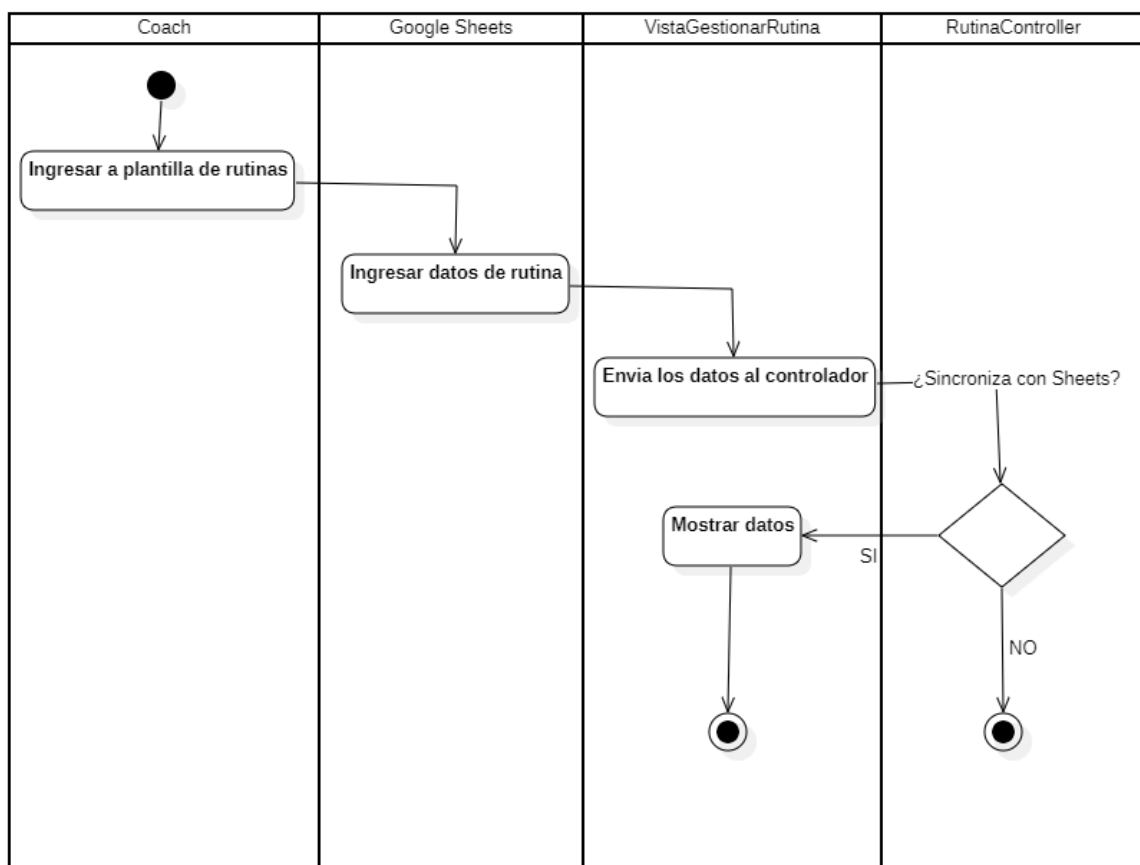 Coach
Google Sheets
VistaGestionarRutina
RutinaController
Ingresar a plantilla de rutinas
Ingresar datos de rutina
Envia los datos al controlador
¿Sincroniza con Sheets?
Mostrar datos
SI
NO